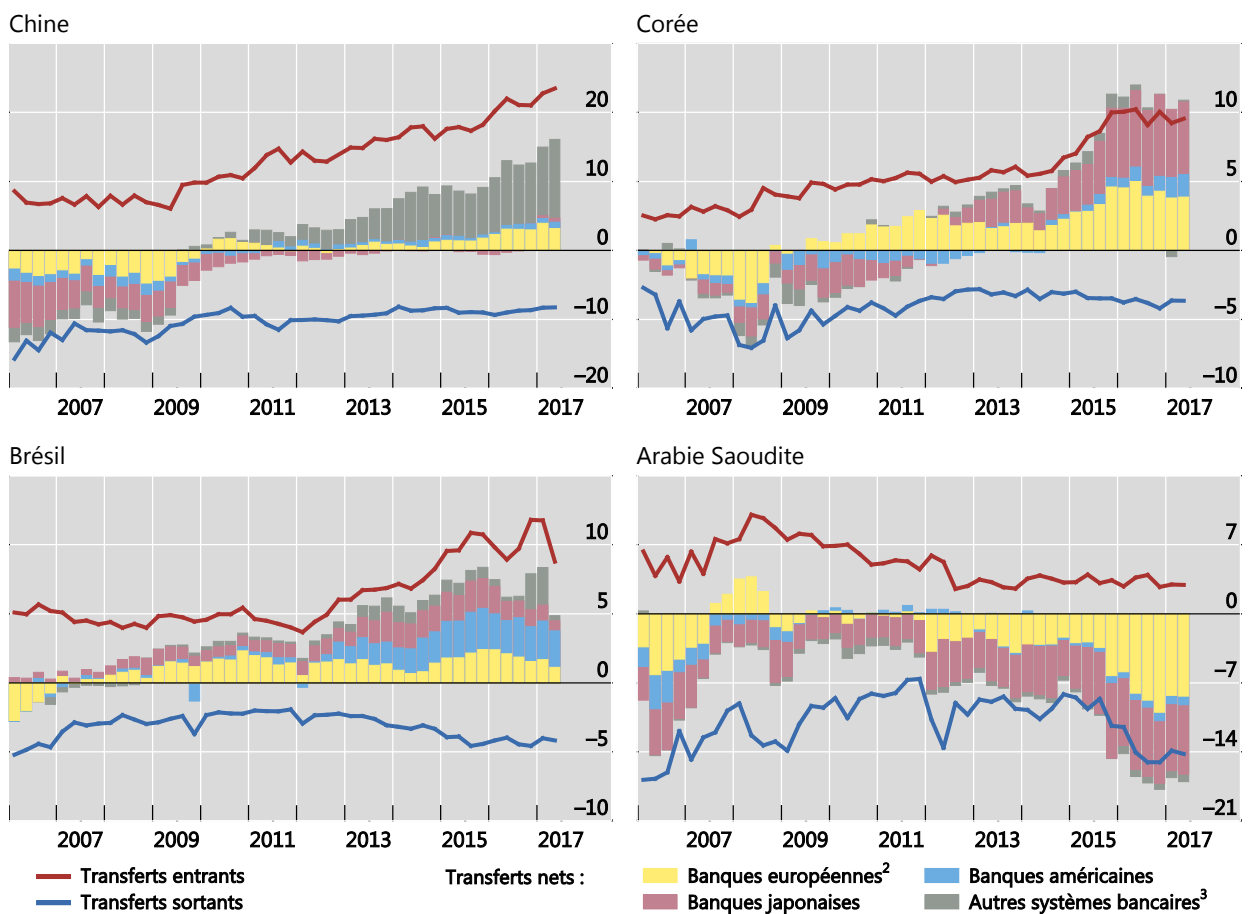 Chine
20
10
0
–10
–20
2007 2009 2011 2013 2015 2017
Corée
10
5
0
–5
–10
2007 2009 2011 2013 2015 2017
Brésil
10
5
0
–5
–10
2007 2009 2011 2013 2015 2017
Arabie Saoudite
7
0
–7
–14
–21
2007 2009 2011 2013 2015 2017
Transferts entrants
Transferts sortants
Transferts nets :
Banques européennes²
Banques japonaises
Banques américaines
Autres systèmes bancaires³